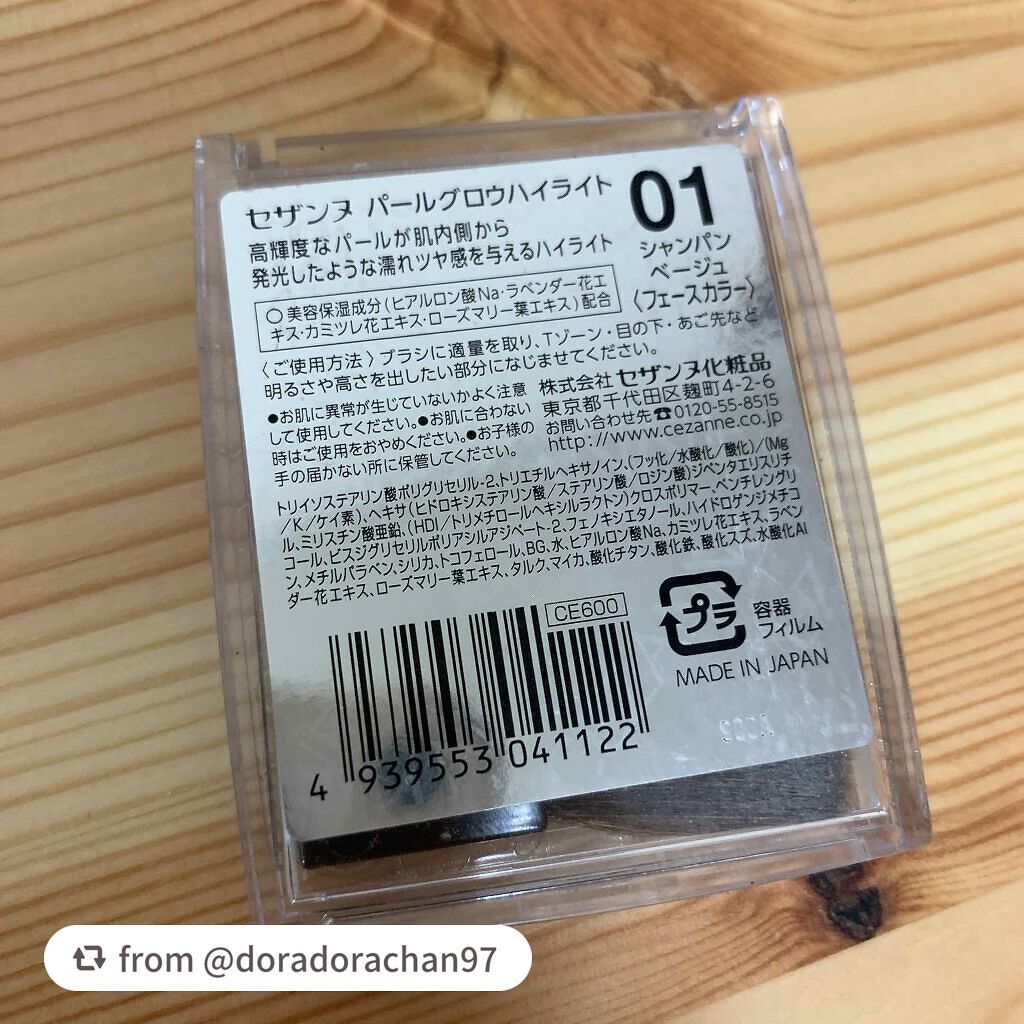 セザンヌ パールグロウハイライト
高輝度なパールが肌内側から
発光したような濡れツヤ感を与えるハイライト
01
シャンパン
ベージュ
〈フェースカラー〉
○美容保湿成分(ヒアルロン酸Na・ラベンダー花エ
キス・カミツレ花エキス・ローズマリー葉エキス)配合
〈ご使用方法〉ブラシに適量を取り、Tゾーン・目の下・あご先など
明るさや高さを出したい部分になじませてください。
●お肌に異常が生じていないかよく注意
して使用してください。●お肌に合わない
時はご使用をおやめください。●お子様の
手の届かない所に保管してください。
株式会社 セザンヌ化粧品
東京都千代田区麹町4-2-6
お問い合わせ先☎0120-55-8515
http://www.cezanne.co.jp
トリイソステアリン酸ポリグリセリル-2、トリエチルヘキサノイン、(フッ化/水酸化/酸化)/(Mg
/K/ケイ素)、ヘキサ(ヒドロキシステアリン酸/ステアリン酸/ロジン酸)ジペンタエリスリチ
ル、ミリスチン酸亜鉛、(HDI/トリメチロールヘキシルラクトン)クロスポリマー、ペンチレングリ
コール、ビスジグリセリルポリアシルアジペート-2、フェノキシエタノール、ハイドロゲンジメチコ
ン、メチルパラベン、シリカ、トコフェロール、BG、水、ヒアルロン酸Na、カミツレ花エキス、ラベン
ダー花エキス、ローズマリー葉エキス、タルク、マイカ、酸化チタン、酸化鉄、酸化スズ、水酸化Al
CE600
プラ
容器
フィルム
MADE IN JAPAN
4 939553 041122
from @doradorachan97